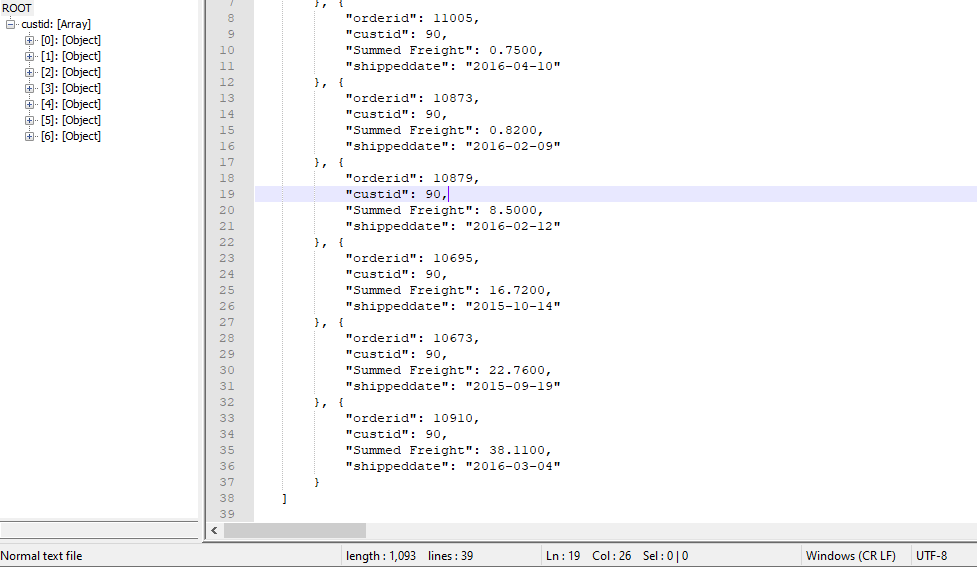 ROOT
custid: [Array]
[0]: [Object]
[1]: [Object]
[2]: [Object]
[3]: [Object]
[4]: [Object]
[5]: [Object]
[6]: [Object]
7 }, {
8 "orderid": 11005,
9 "custid": 90,
10 "Summed Freight": 0.7500,
11 "shippeddate": "2016-04-10"
12 }, {
13 "orderid": 10873,
14 "custid": 90,
15 "Summed Freight": 0.8200,
16 "shippeddate": "2016-02-09"
17 }, {
18 "orderid": 10879,
19 "custid": 90,
20 "Summed Freight": 8.5000,
21 "shippeddate": "2016-02-12"
22 }, {
23 "orderid": 10695,
24 "custid": 90,
25 "Summed Freight": 16.7200,
26 "shippeddate": "2015-10-14"
27 }, {
28 "orderid": 10673,
29 "custid": 90,
30 "Summed Freight": 22.7600,
31 "shippeddate": "2015-09-19"
32 }, {
33 "orderid": 10910,
34 "custid": 90,
35 "Summed Freight": 38.1100,
36 "shippeddate": "2016-03-04"
37 }
38 ]
39
Normal text file length : 1,093 lines : 39 Ln : 19 Col : 26 Sel : 0 | 0 Windows (CR LF) UTF-8